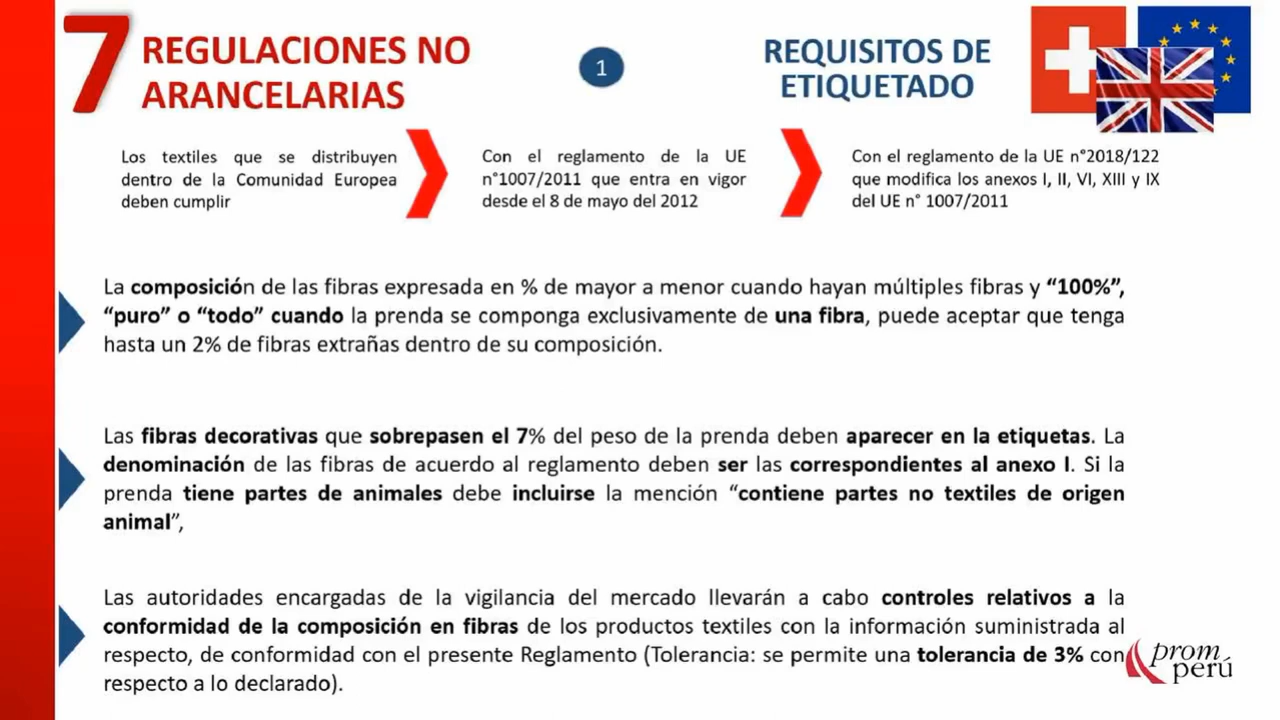 7 REGULACIONES NO
ARANCELARIAS
1
REQUISITOS DE
ETIQUETADO
Los textiles que se distribuyen
dentro de la Comunidad Europea
deben cumplir
Con el reglamento de la UE
n°1007/2011 que entra en vigor
desde el 8 de mayo del 2012
Con el reglamento de la UE n°2018/122
que modifica los anexos I, II, VI, XIII y IX
del UE n° 1007/2011
La composición de las fibras expresada en % de mayor a menor cuando hayan múltiples fibras y “100%”,
“puro” o “todo” cuando la prenda se componga exclusivamente de una fibra, puede aceptar que tenga
hasta un 2% de fibras extrañas dentro de su composición.
Las fibras decorativas que sobrepasen el 7% del peso de la prenda deben aparecer en la etiquetas. La
denominación de las fibras de acuerdo al reglamento deben ser las correspondientes al anexo I. Si la
prenda tiene partes de animales debe incluirse la mención “contiene partes no textiles de origen
animal”,
Las autoridades encargadas de la vigilancia del mercado llevarán a cabo controles relativos a la
conformidad de la composición en fibras de los productos textiles con la información suministrada al
respecto, de conformidad con el presente Reglamento (Tolerancia: se permite una tolerancia de 3% con
respecto a lo declarado).
prom
perú